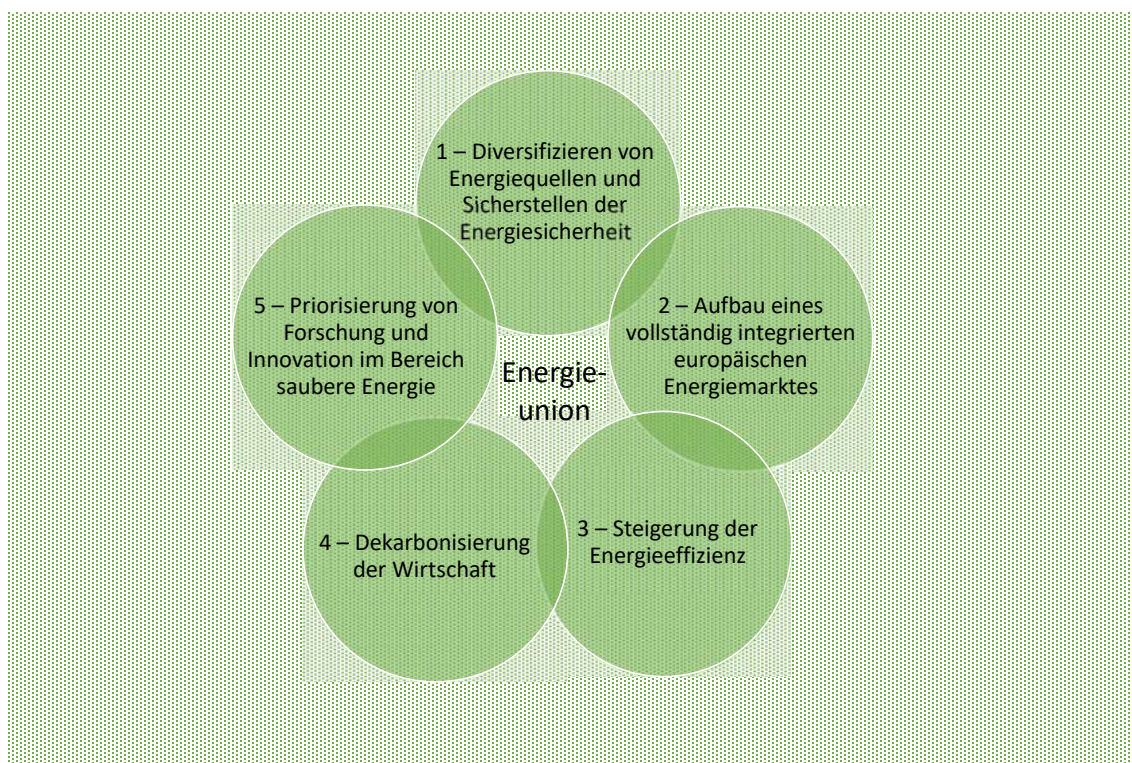 1 – Diversifizieren von
Energiequellen und
Sicherstellen der
Energiesicherheit
2 – Aufbau eines
vollständig integrierten
europäischen
Energiemarktes
3 – Steigerung der
Energieeffizienz
4 – Dekarbonisierung
der Wirtschaft
5 – Priorisierung von
Forschung und
Innovation im Bereich
saubere Energie
Energie-
union